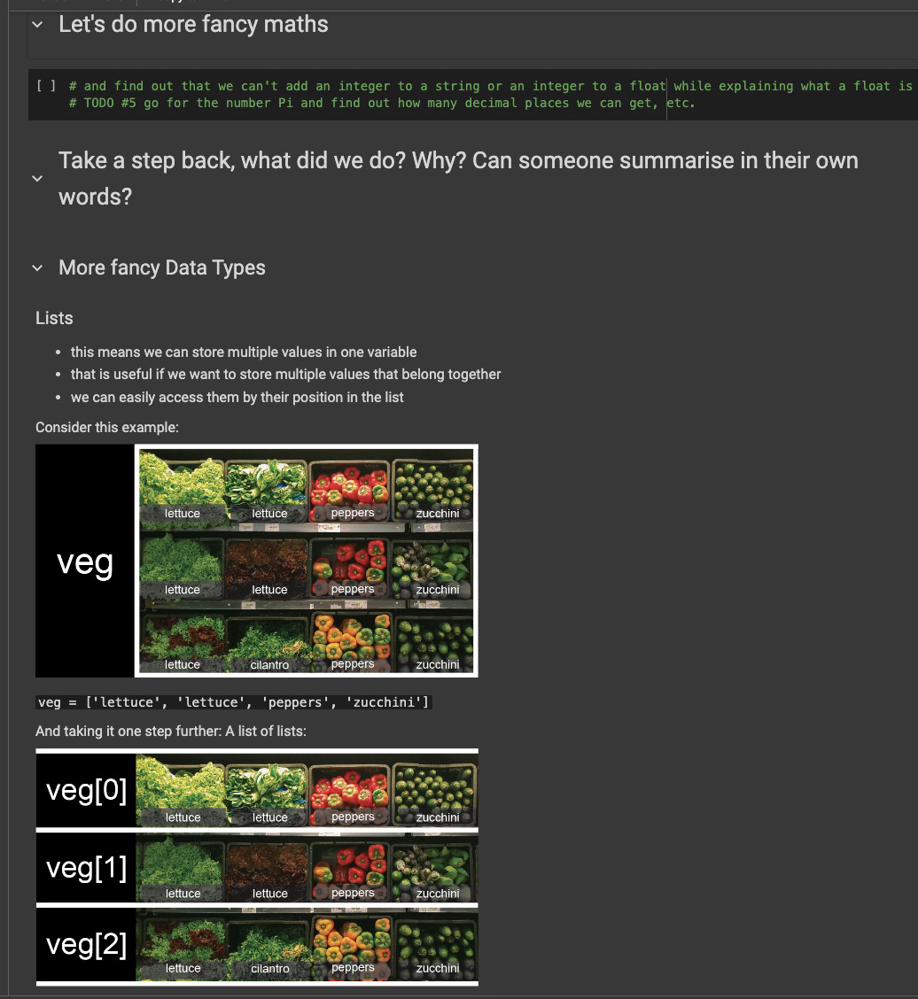 Let's do more fancy maths
[ ] # and find out that we can't add an integer to a string or an integer to a float while explaining what a float is
# TODO #5 go for the number Pi and find out how many decimal places we can get, etc.
Take a step back, what did we do? Why? Can someone summarise in their own
words?
More fancy Data Types
Lists
• this means we can store multiple values in one variable
• that is useful if we want to store multiple values that belong together
• we can easily access them by their position in the list
Consider this example:
veg
lettuce lettuce peppers zucchini
lettuce lettuce peppers zucchini
lettuce cilantro peppers zucchini
veg = ['lettuce', 'lettuce', 'peppers', 'zucchini']
And taking it one step further: A list of lists:
veg[0]
lettuce lettuce peppers zucchini
veg[1]
lettuce lettuce peppers zucchini
veg[2]
lettuce cilantro peppers zucchini